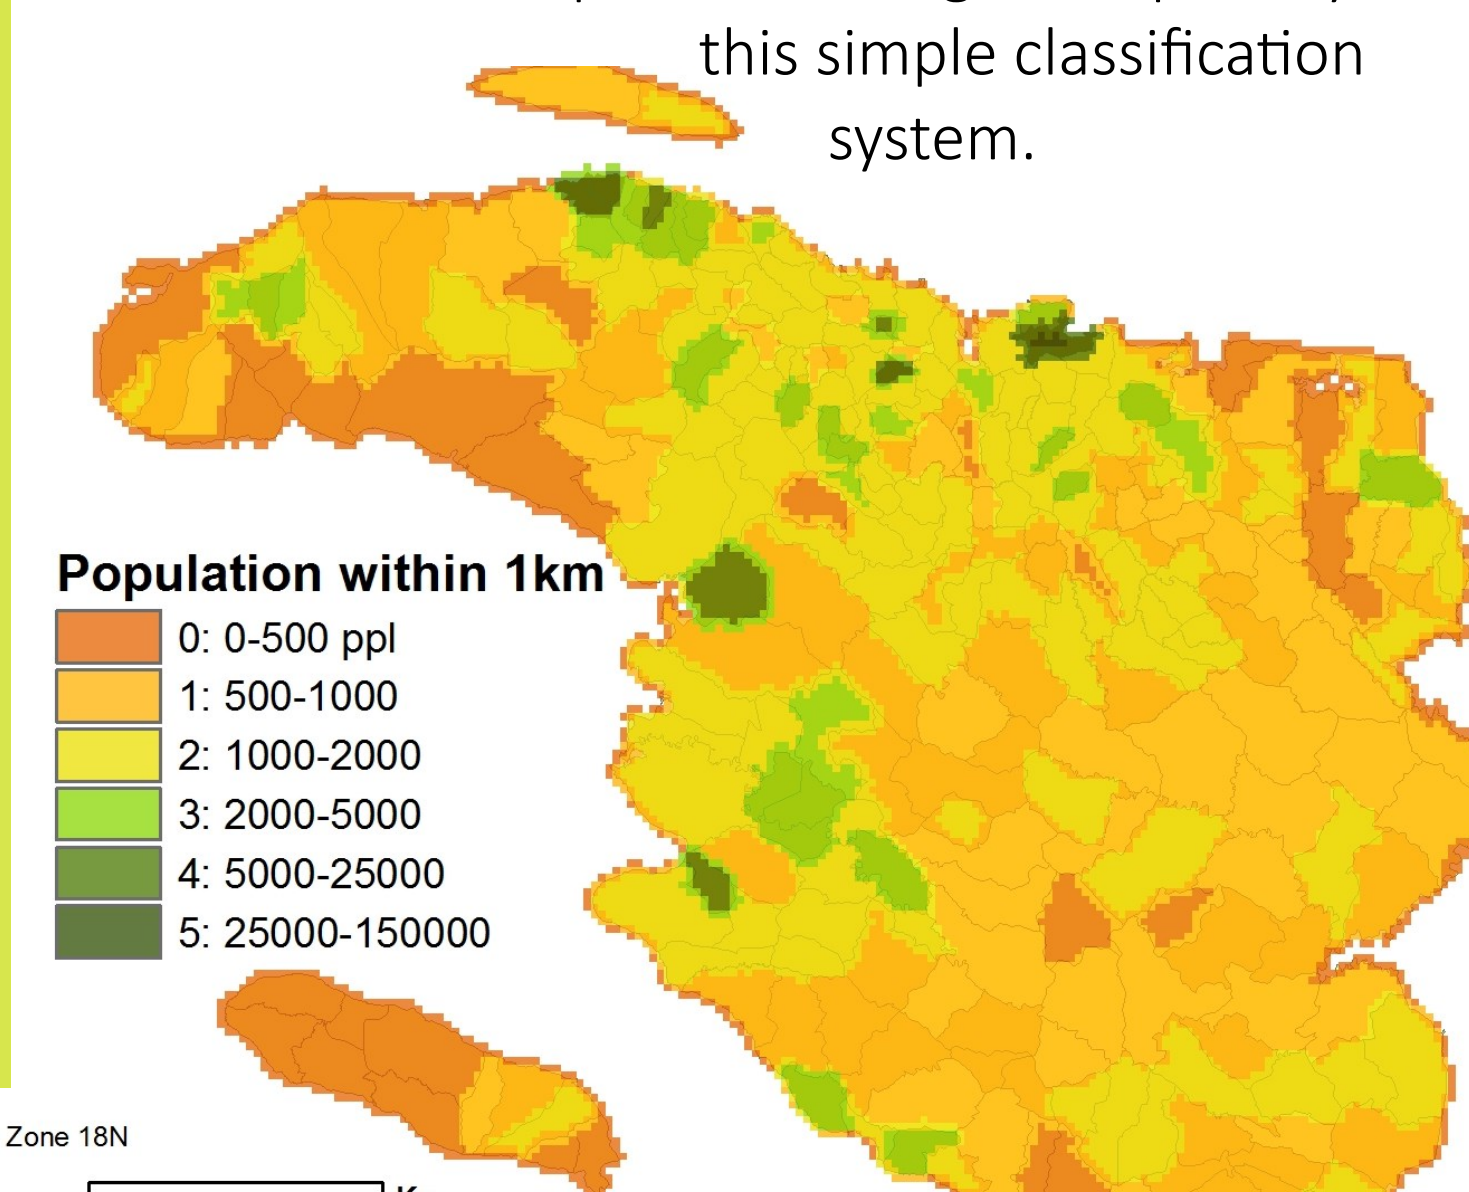 this simple classification
system.
Population within 1km
0: 0-500 ppl
1: 500-1000
2: 1000-2000
3: 2000-5000
4: 5000-25000
5: 25000-150000
Zone 18N